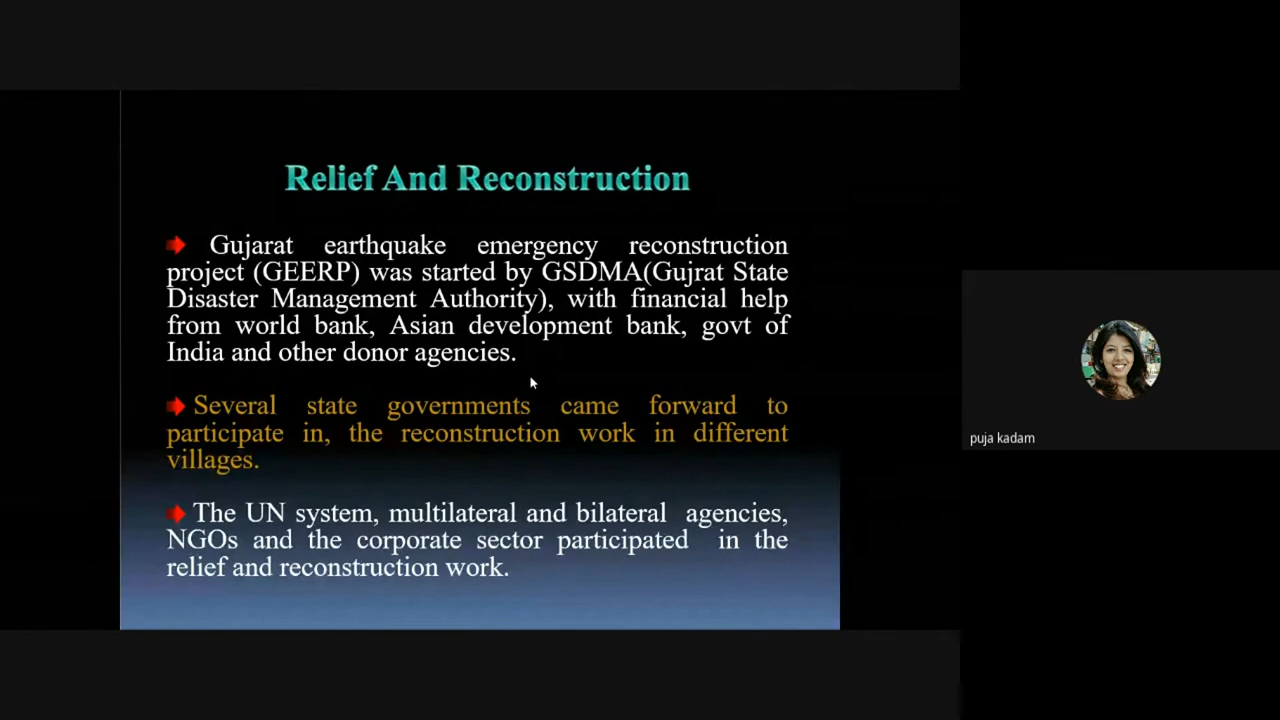 Relief And Reconstruction
Gujarat earthquake emergency reconstruction
project (GEERP) was started by GSDMA(Gujrat State
Disaster Management Authority), with financial help
from world bank, Asian development bank, govt of
India and other donor agencies.
Several state governments came forward to
participate in, the reconstruction work in different
villages.
The UN system, multilateral and bilateral agencies,
NGOs and the corporate sector participated in the
relief and reconstruction work.
puja kadam